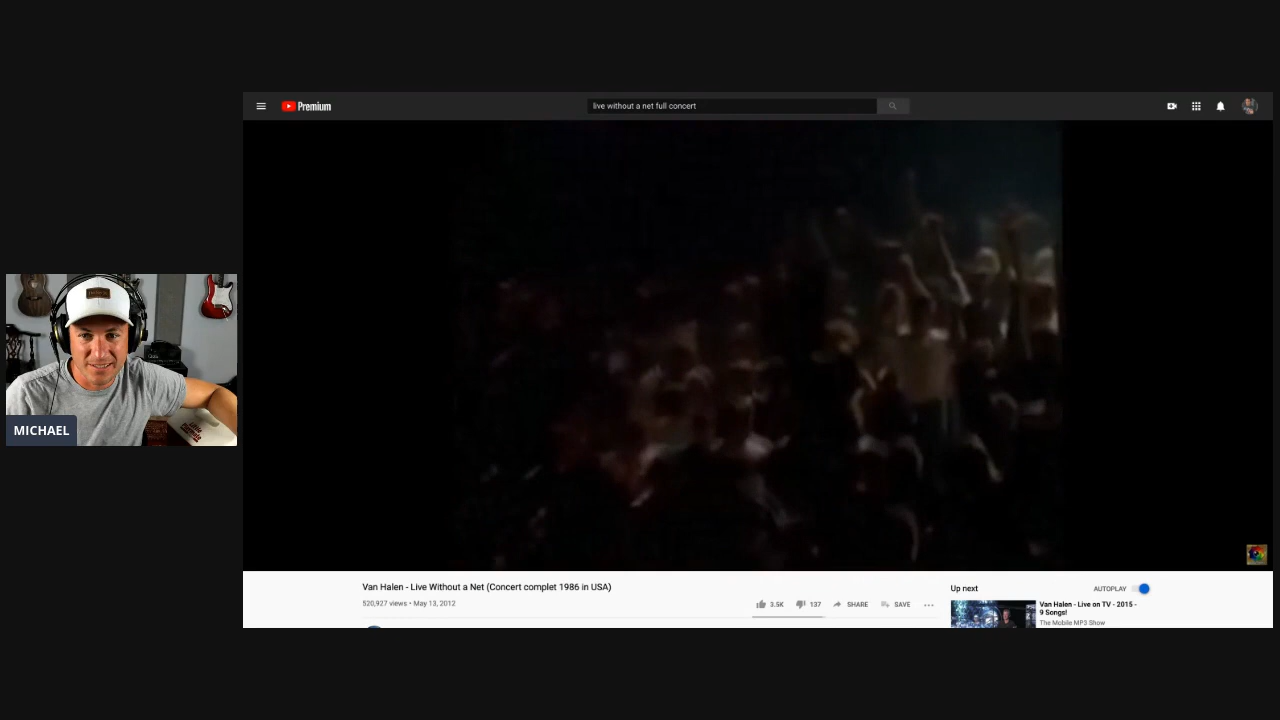 Premium
live without a net full concert
MICHAEL
Van Halen - Live Without a Net (Concert complet 1986 in USA)
520,927 views • May 13, 2012
3.5K
137
SHARE
SAVE
Up next
AUTOPLAY
Van Halen - Live on TV - 2015 -
9 Songs!
The Mobile MP3 Show